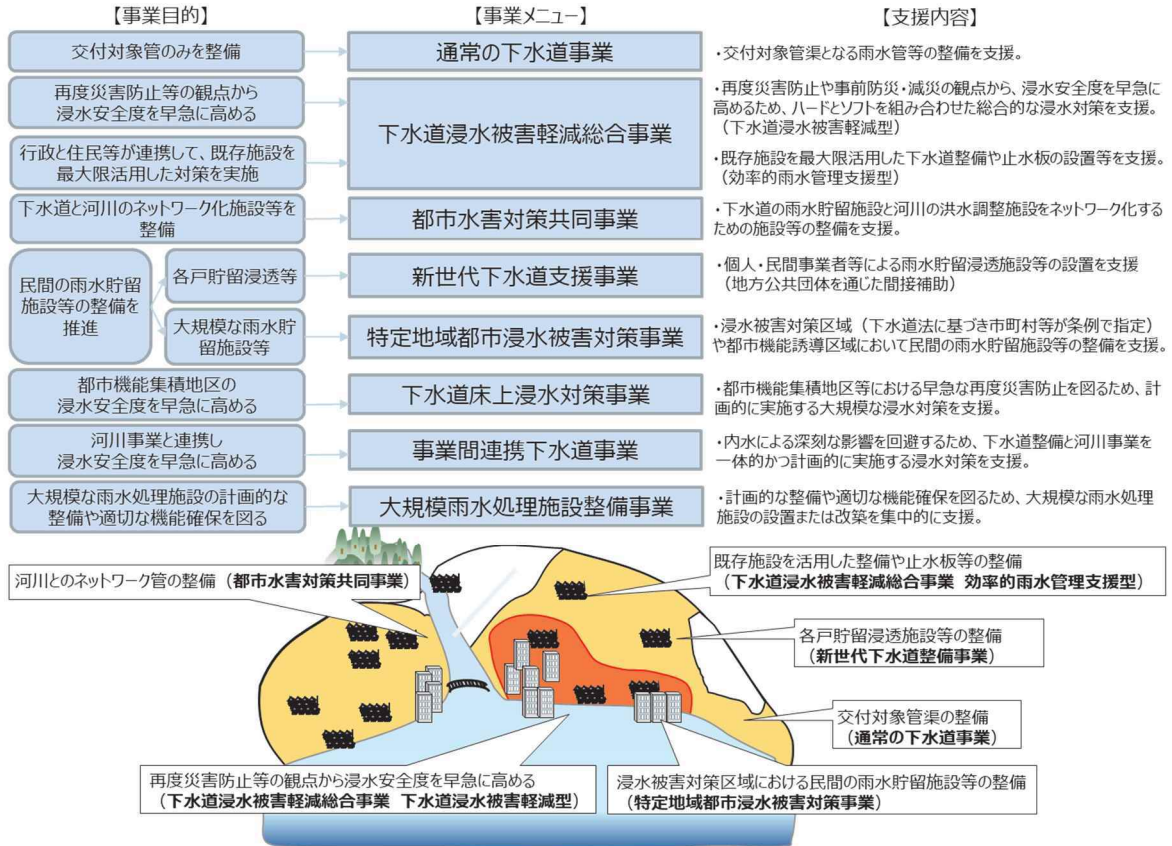 【事業目的】
【事業メニュー】
【支援内容】
交付対象管のみを整備
通常の下水道事業
・交付対象管渠となる雨水管等の整備を支援。
再度災害防止等の観点から
浸水安全度を早急に高める
行政と住民等が連携して、既存施設を
最大限活用した対策を実施
下水道浸水被害軽減総合事業
・再度災害防止や事前防災・減災の観点から、浸水安全度を早急に
高めるため、ハードとソフトを組み合わせた総合的な浸水対策を支援。
（下水道浸水被害軽減型）
・既存施設を最大限活用した下水道整備や止水板の設置等を支援。
（効率的雨水管理支援型）
下水道と河川のネットワーク化施設等を
整備
都市水害対策共同事業
・下水道の雨水貯留施設と河川の洪水調整施設をネットワーク化する
ための施設等の整備を支援。
民間の雨水貯留
施設等の整備を
推進
各戸貯留浸透等
新世代下水道支援事業
・個人・民間事業者等による雨水貯留浸透施設等の設置を支援
（地方公共団体を通じた間接補助）
大規模な雨水貯
留施設等
特定地域都市浸水被害対策事業
・浸水被害対策区域（下水道法に基づき市町村等が条例で指定）
や都市機能誘導区域において民間の雨水貯留施設等の整備を支援。
都市機能集積地区の
浸水安全度を早急に高める
下水道床上浸水対策事業
・都市機能集積地区等における早急な再度災害防止を図るため、計
画的に実施する大規模な浸水対策を支援。
河川事業と連携し
浸水安全度を早急に高める
事業間連携下水道事業
・内水による深刻な影響を回避するため、下水道整備と河川事業を
一体的かつ計画的に実施する浸水対策を支援。
大規模な雨水処理施設の計画的な
整備や適切な機能確保を図る
大規模雨水処理施設整備事業
・計画的な整備や適切な機能確保を図るため、大規模な雨水処理
施設の設置または改築を集中的に支援。
河川とのネットワーク管の整備（都市水害対策共同事業）
既存施設を活用した整備や止水板等の整備
（下水道浸水被害軽減総合事業 効率的雨水管理支援型）
各戸貯留浸透施設等の整備
（新世代下水道整備事業）
交付対象管渠の整備
（通常の下水道事業）
再度災害防止等の観点から浸水安全度を早急に高める
（下水道浸水被害軽減総合事業 下水道浸水被害軽減型）
浸水被害対策区域における民間の雨水貯留施設等の整備
（特定地域都市浸水被害対策事業）